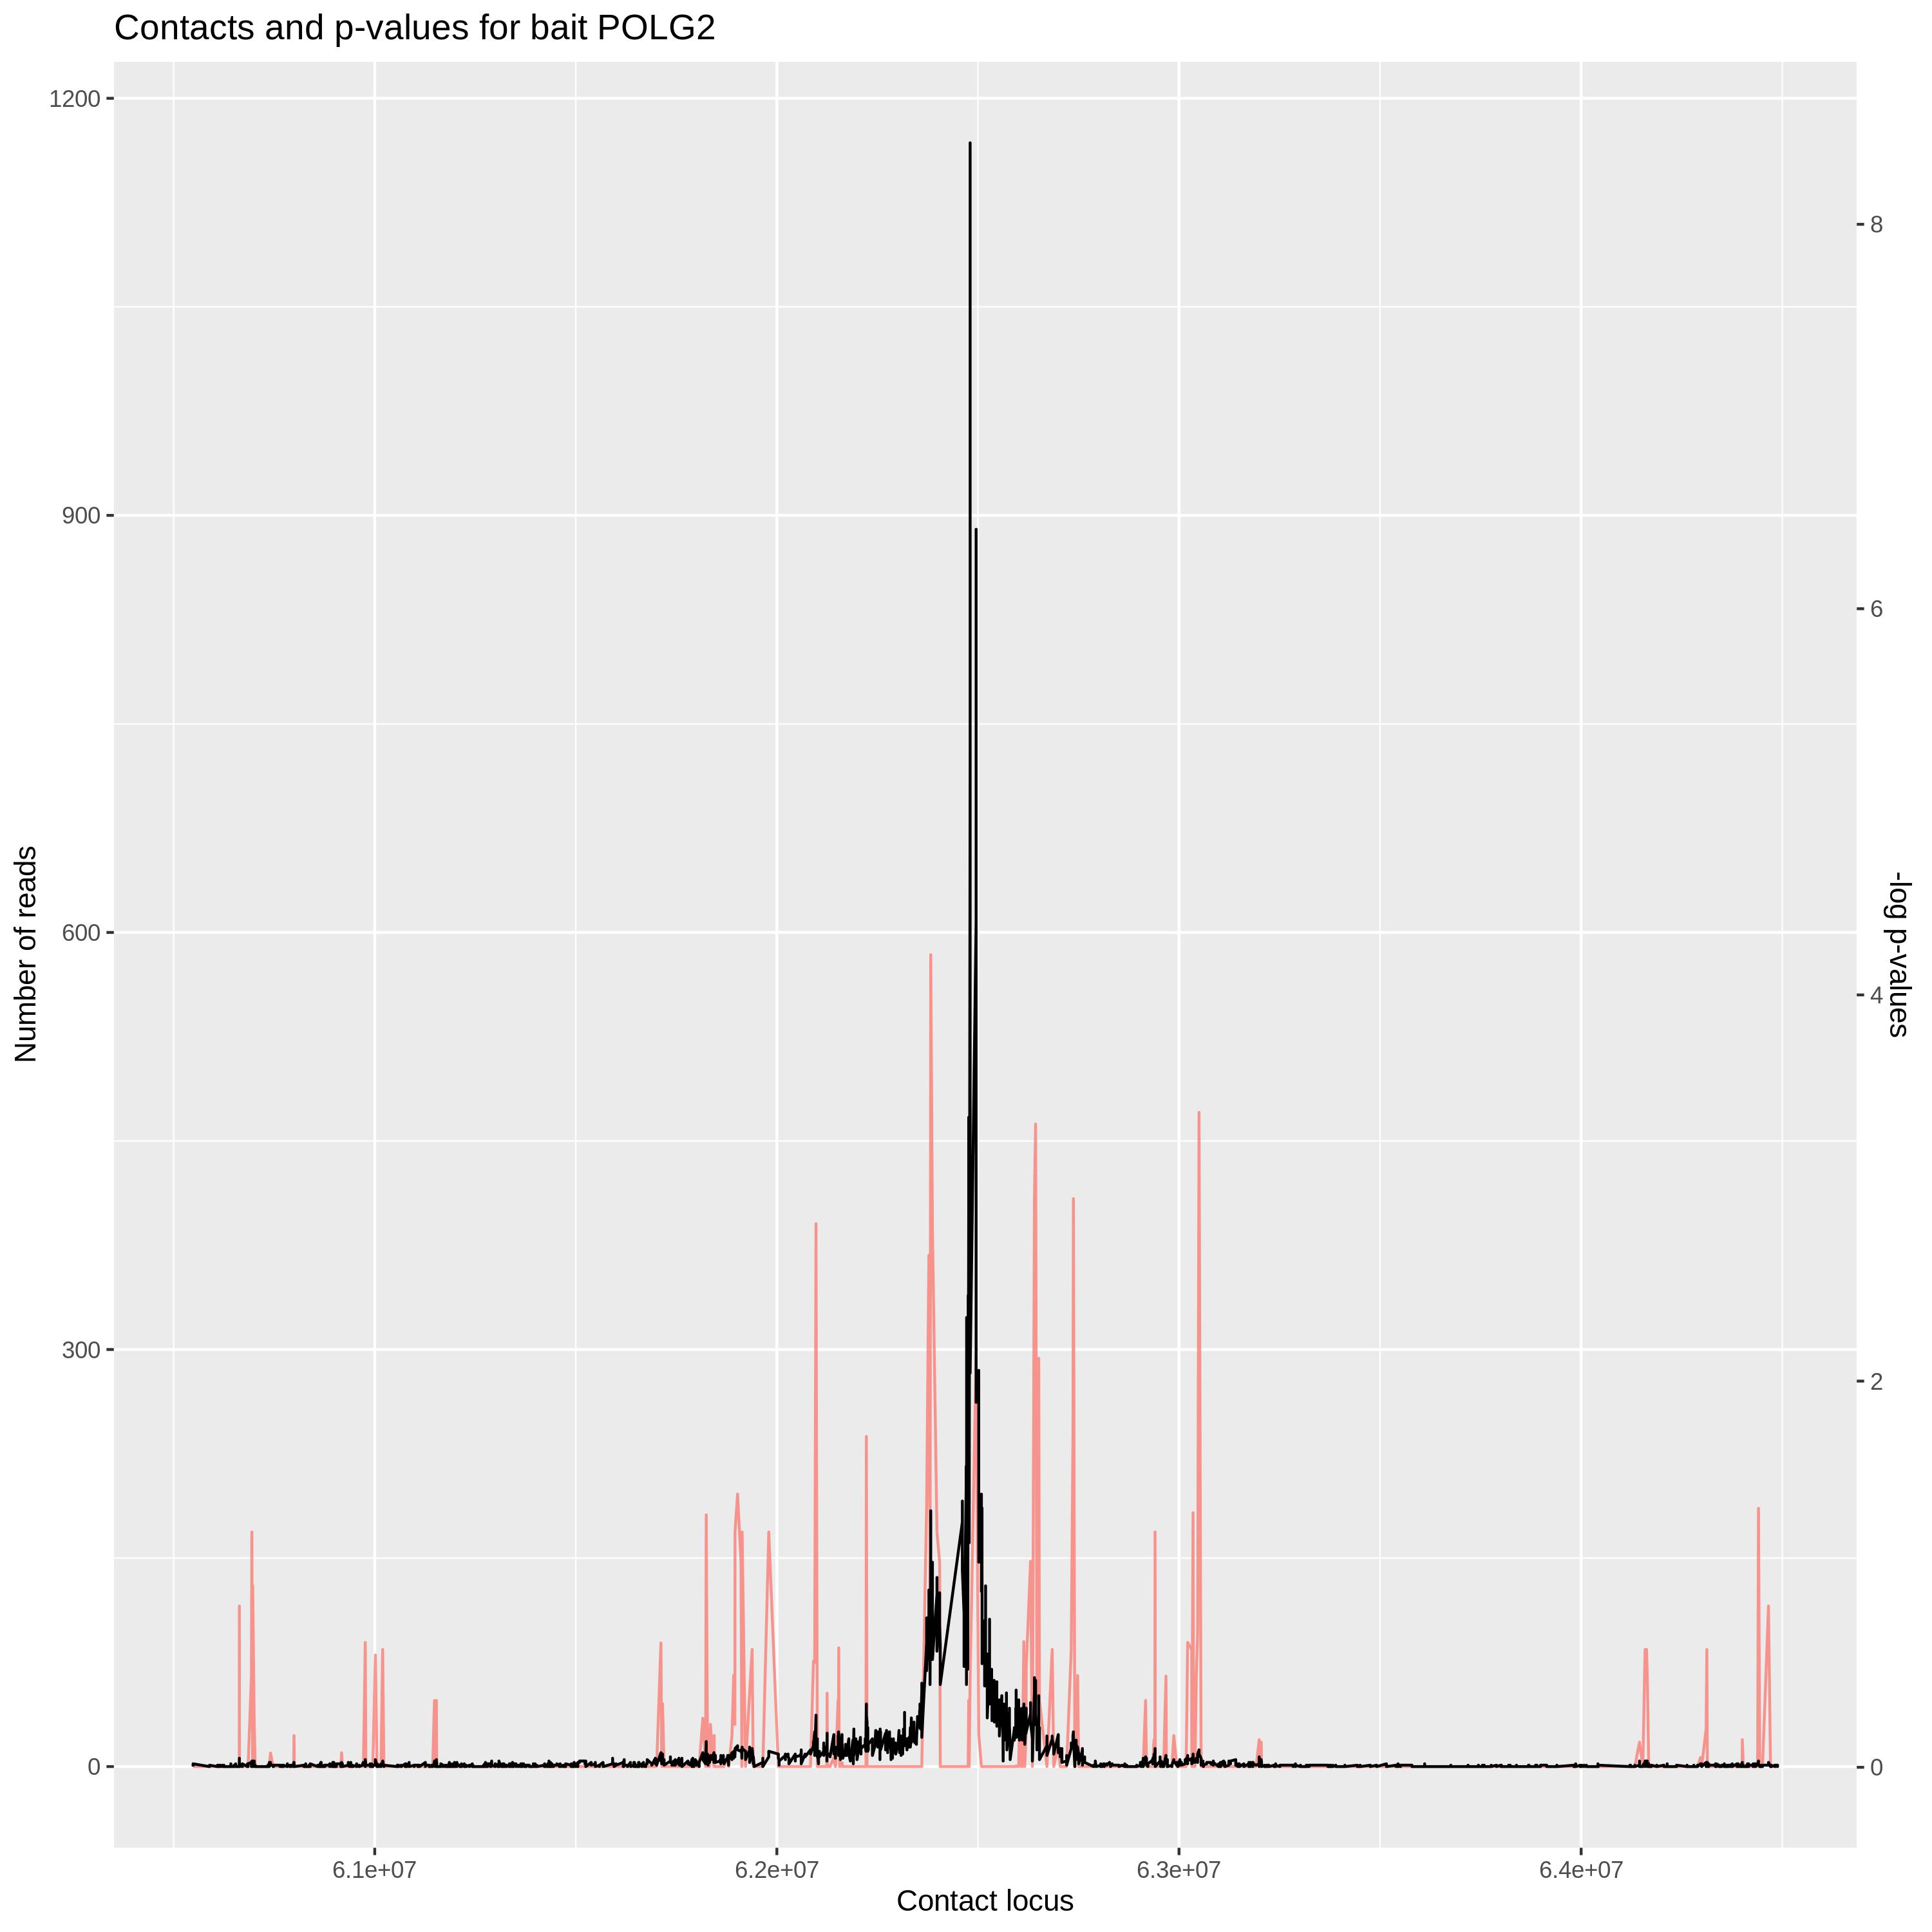 Contacts and p-values for bait POLG2
1200
900
600
300
0
Number of reads
8
6
4
2
0
-log p-values
6.1e+07
6.2e+07
6.3e+07
6.4e+07
Contact locus